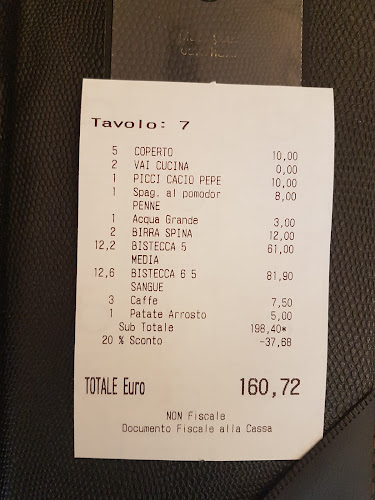 Tavolo: 7
5 COPERTO 10,00
2 VAI CUCINA 0,00
1 PICCI CACIO PEPE 10,00
1 Spag. al pomodor 8,00
PENNE
1 Acqua Grande 3,00
2 BIRRA SPINA 12,00
12,2 BISTECCA 5 61,00
MEDIA
12,6 BISTECCA 6 5 81,90
SANGUE
3 Caffe 7,50
1 Patate Arrosto 5,00
Sub Totale 198,40*
20 % Sconto -37,68
TOTALE Euro 160,72
NON Fiscale
Documento Fiscale alla Cassa